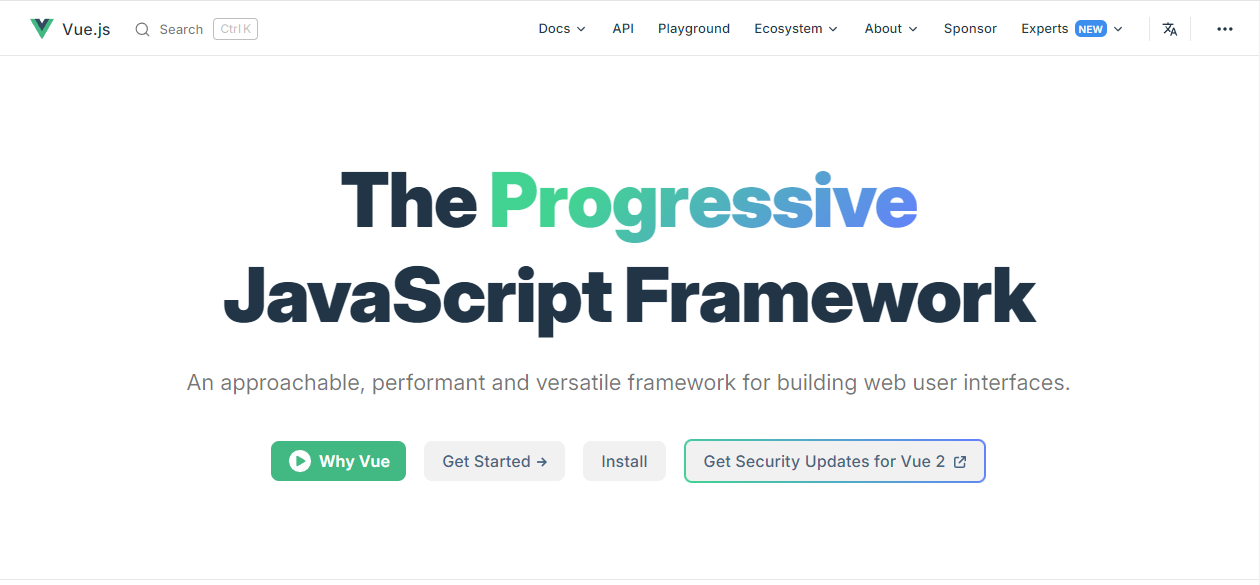 Vue.js Search Ctrl K Docs API Playground Ecosystem About Sponsor Experts NEW
The Progressive
JavaScript Framework
An approachable, performant and versatile framework for building web user interfaces.
Why Vue Get Started → Install Get Security Updates for Vue 2